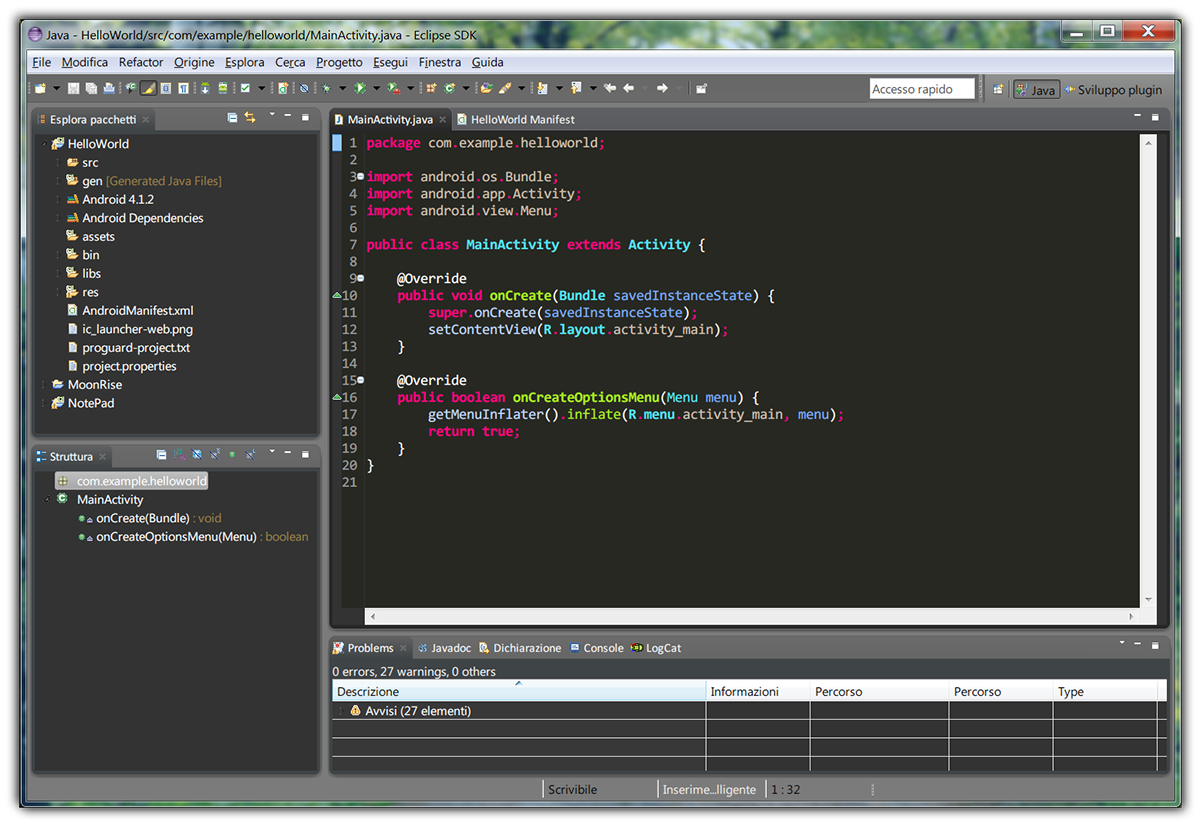 Java - HelloWorld/src/com/example/helloworld/MainActivity.java - Eclipse SDK
File Modifica Refactor Origine Esplora Cerca Progetto Esegui Finestra Guida
Accesso rapido Java Sviluppo plugin
Esplora pacchetti
HelloWorld
src
gen [Generated Java Files]
Android 4.1.2
Android Dependencies
assets
bin
libs
res
AndroidManifest.xml
ic_launcher-web.png
proguard-project.txt
project.properties
MoonRise
NotePad
Struttura
com.example.helloworld
MainActivity
onCreate(Bundle) : void
onCreateOptionsMenu(Menu) : boolean
MainActivity.java HelloWorld Manifest
1 package com.example.helloworld;
2
3 import android.os.Bundle;
4 import android.app.Activity;
5 import android.view.Menu;
6
7 public class MainActivity extends Activity {
8
9 @Override
10 public void onCreate(Bundle savedInstanceState) {
11 super.onCreate(savedInstanceState);
12 setContentView(R.layout.activity_main);
13 }
14
15 @Override
16 public boolean onCreateOptionsMenu(Menu menu) {
17 getMenuInflater().inflate(R.menu.activity_main, menu);
18 return true;
19 }
20 }
21
Problems Javadoc Dichiarazione Console LogCat
0 errors, 27 warnings, 0 others
Descrizione Informazioni Percorso Percorso Type
Avvisi (27 elementi)
Scrivibile Inserime...lligente 1 : 32